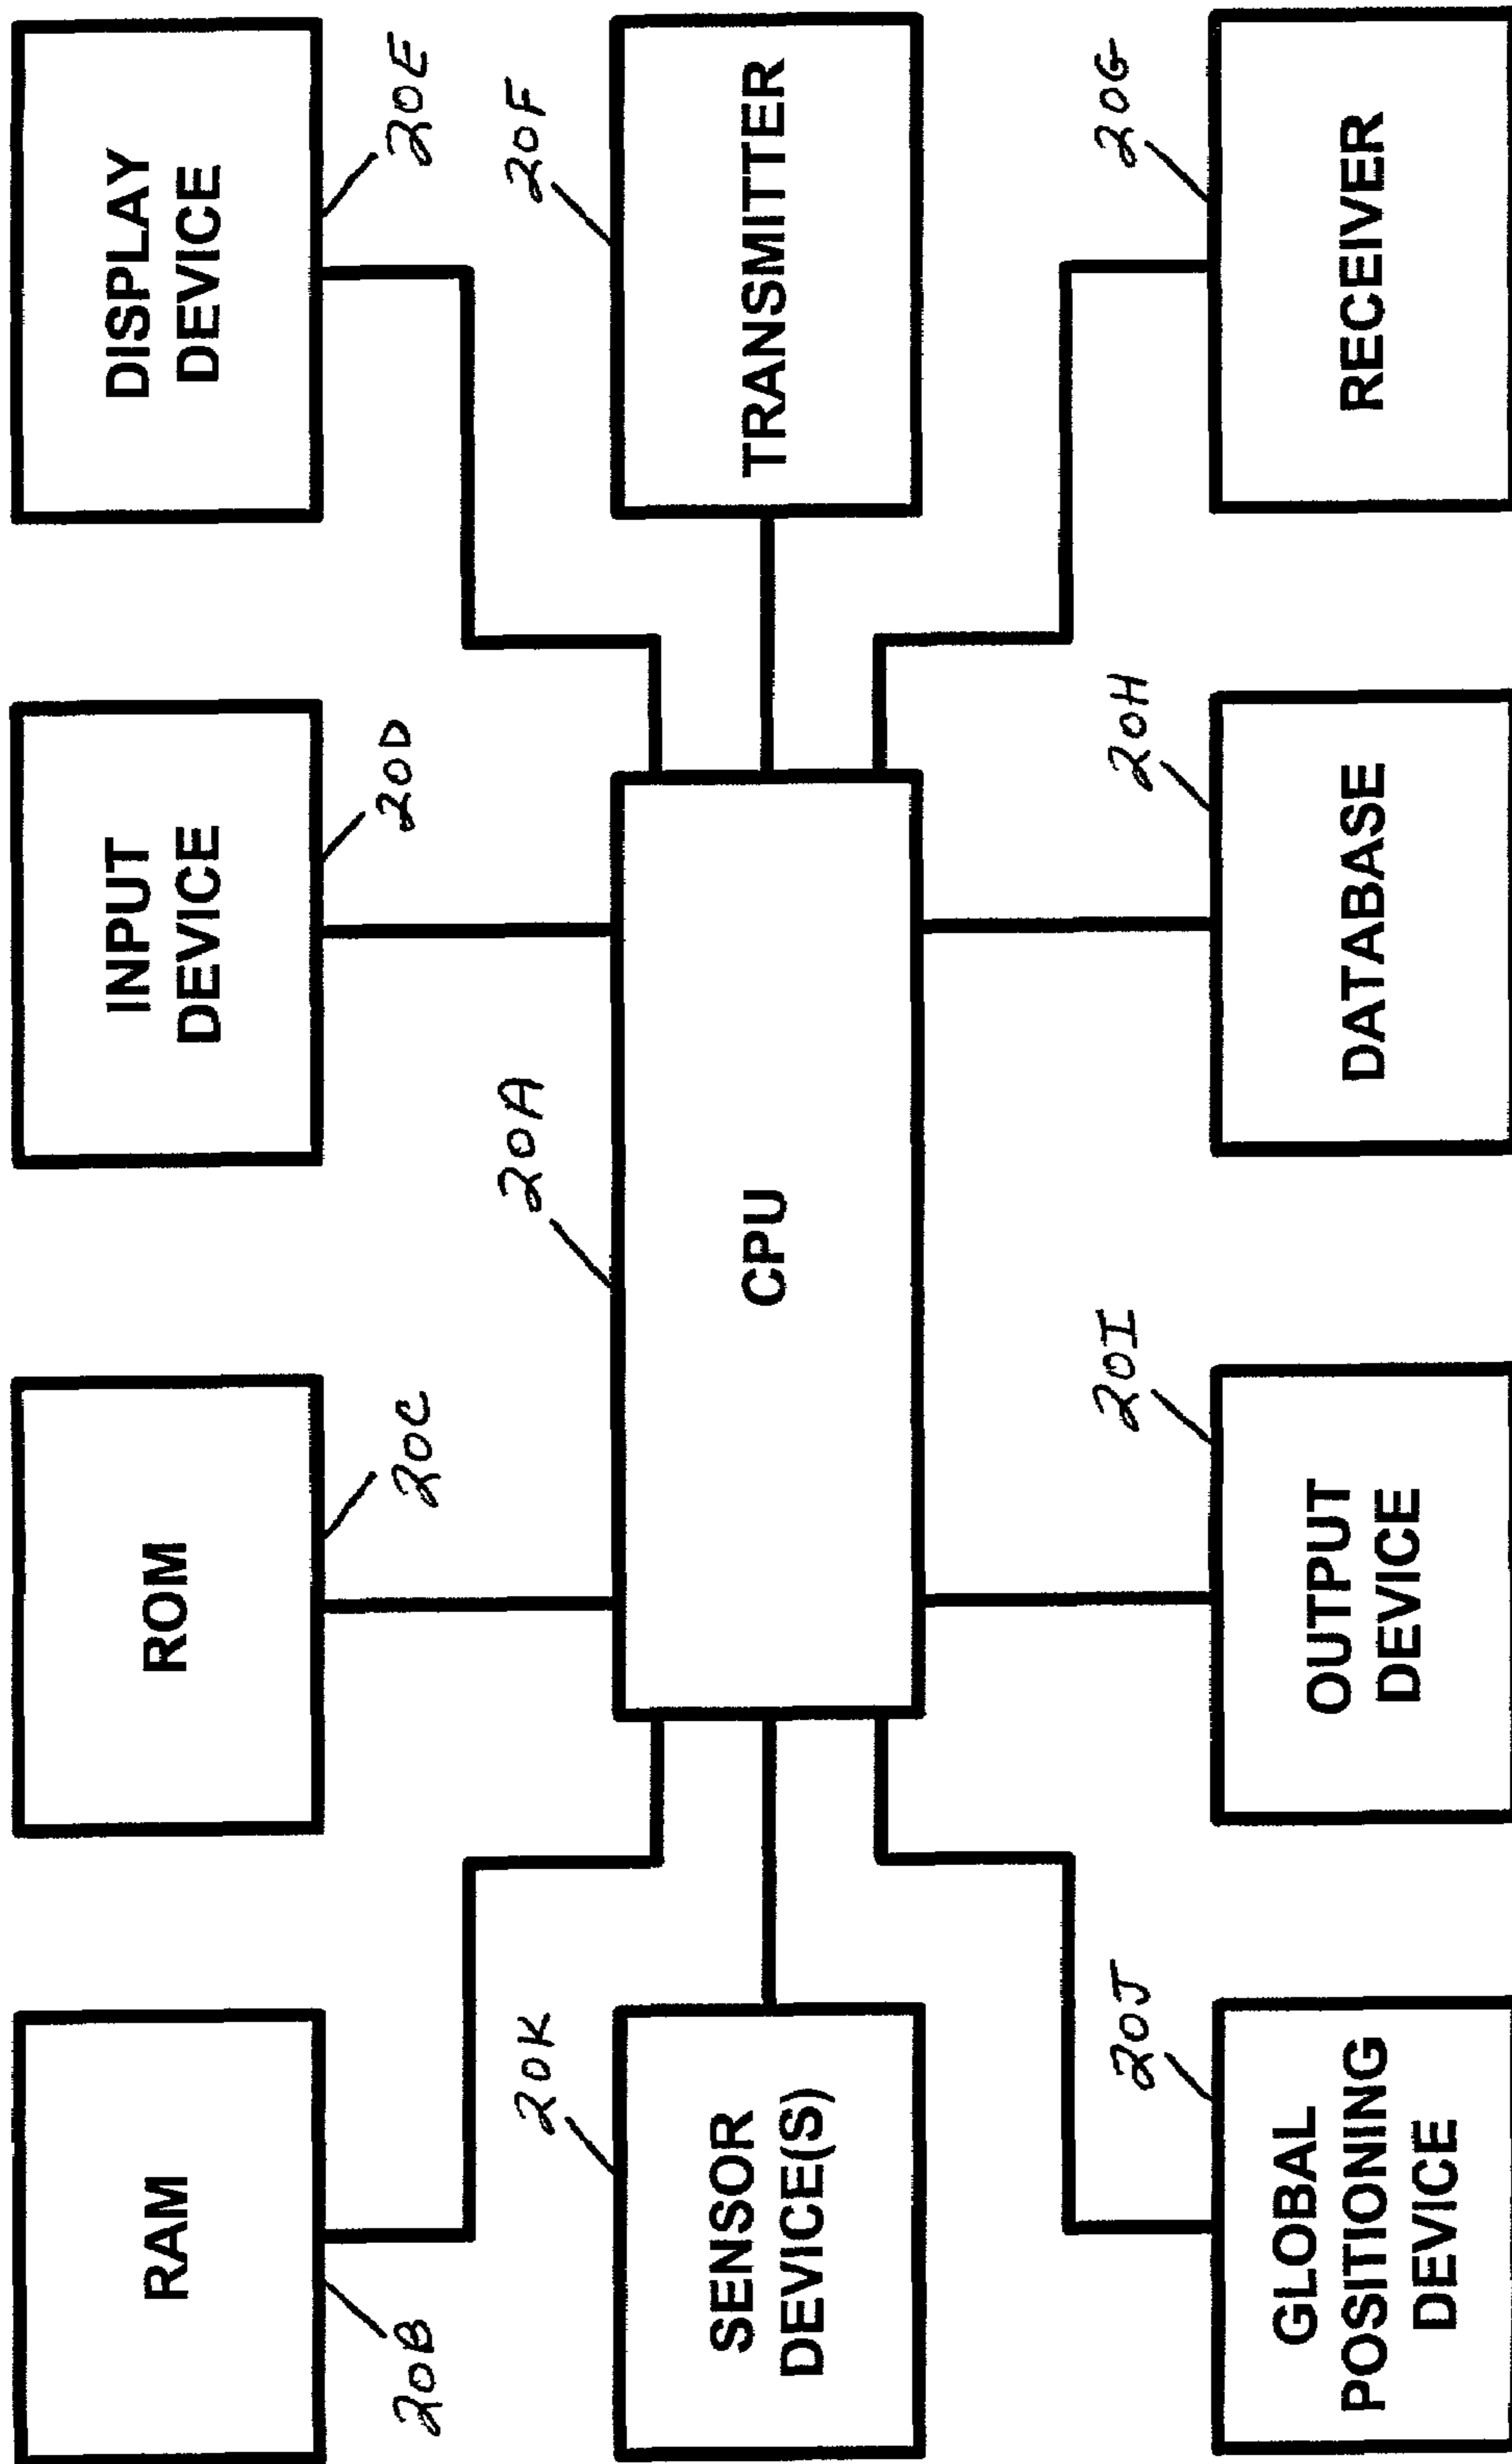 RAM
20B
ROM
20C
INPUT
DEVICE
20D
DISPLAY
DEVICE
20E
SENSOR
DEVICE(S)
20K
CPU
20A
TRANSMITTER
20F
GLOBAL
POSITIONING
DEVICE
20J
OUTPUT
DEVICE
20I
DATABASE
20H
RECEIVER
20G